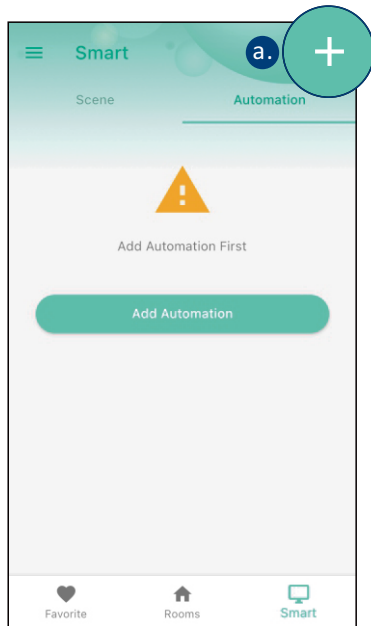 Smart
a.
Scene
Automation
Add Automation First
Add Automation
Favorite
Rooms
Smart